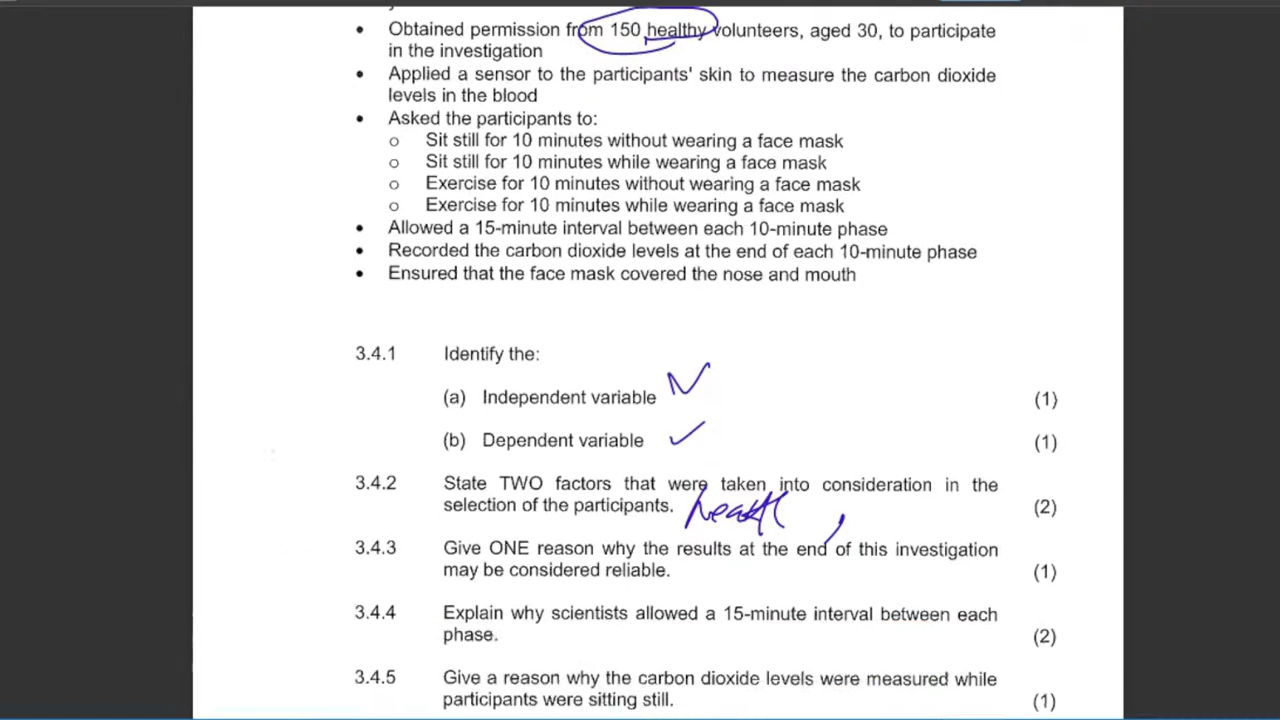 • Obtained permission from 150 healthy volunteers, aged 30, to participate
in the investigation
• Applied a sensor to the participants' skin to measure the carbon dioxide
levels in the blood
• Asked the participants to:
o Sit still for 10 minutes without wearing a face mask
o Sit still for 10 minutes while wearing a face mask
o Exercise for 10 minutes without wearing a face mask
o Exercise for 10 minutes while wearing a face mask
• Allowed a 15-minute interval between each 10-minute phase
• Recorded the carbon dioxide levels at the end of each 10-minute phase
• Ensured that the face mask covered the nose and mouth
3.4.1 Identify the:
(a) Independent variable (1)
(b) Dependent variable (1)
3.4.2 State TWO factors that were taken into consideration in the
selection of the participants. (2)
3.4.3 Give ONE reason why the results at the end of this investigation
may be considered reliable. (1)
3.4.4 Explain why scientists allowed a 15-minute interval between each
phase. (2)
3.4.5 Give a reason why the carbon dioxide levels were measured while
participants were sitting still. (1)